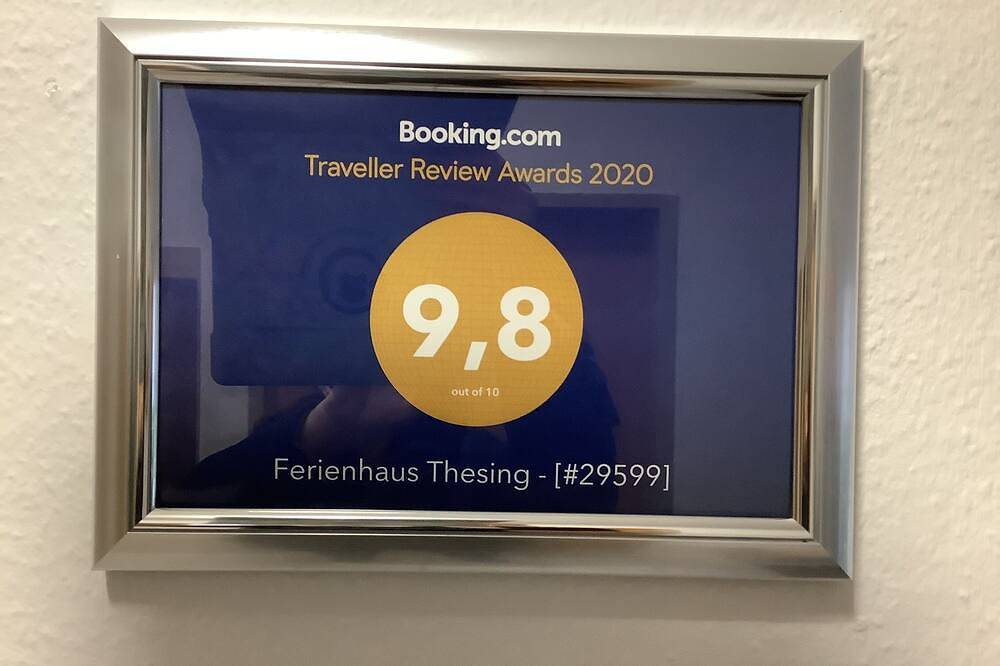 Booking.com
Traveller Review Awards 2020
9,8
out of 10
Ferienhaus Thesing - [#29599]